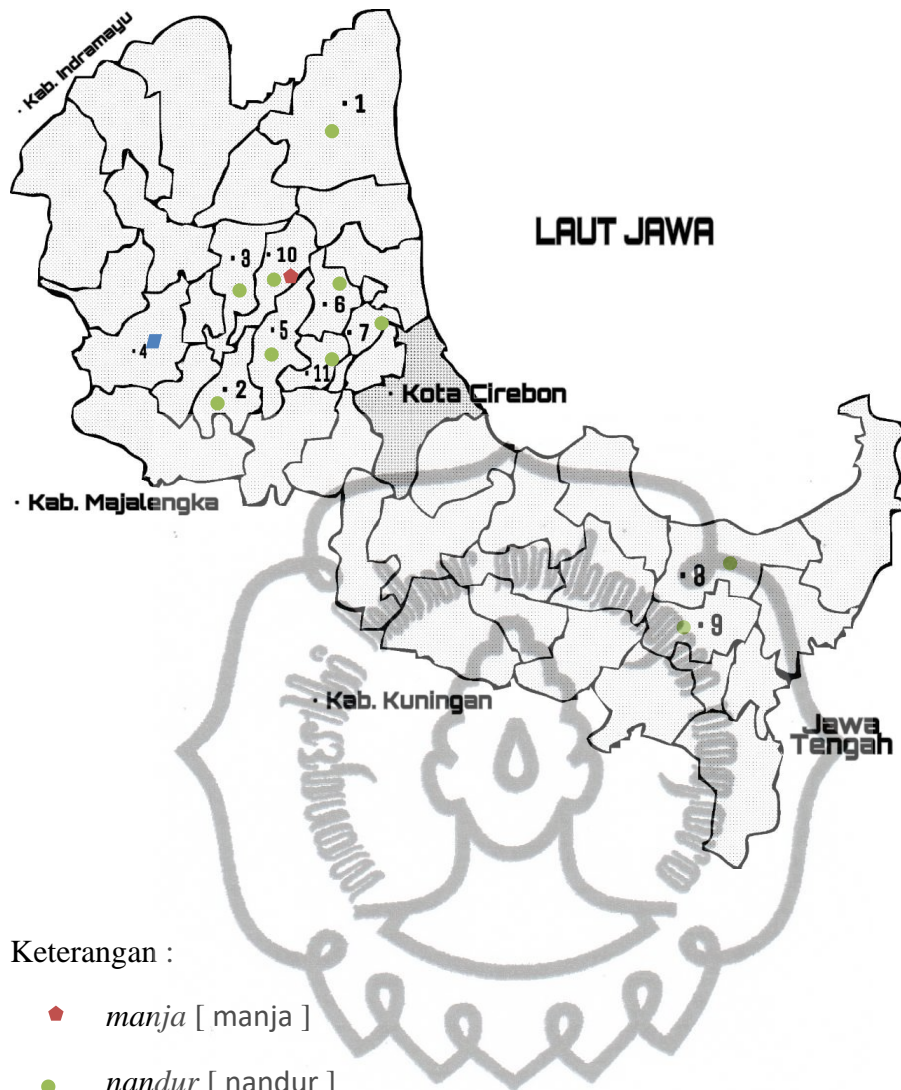 · Kab. Indramayu
· 1
LAUT JAWA
· 3
· 10
· 6
· 5
· 7
· 4
· 11
· 2
· Kota Cirebon
· Kab. Majalengka
· 8
· 9
· Kab. Kuningan
Jawa
Tengah
Keterangan :
manja [ manja ]
nandur [ nandur ]